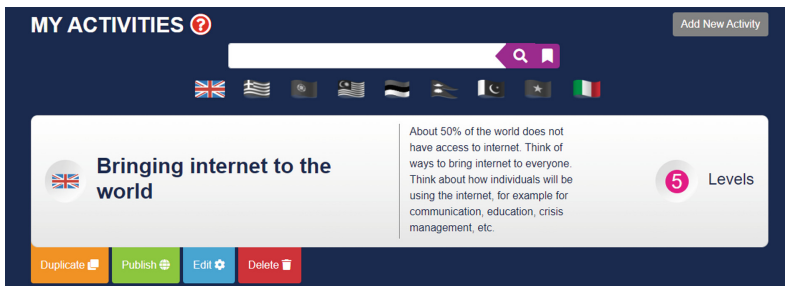 MY ACTIVITIES ?
Add New Activity
Bringing internet to the
world
About 50% of the world does not
have access to internet. Think of
ways to bring internet to everyone.
Think about how individuals will be
using the internet, for example for
communication, education, crisis
management, etc.
5 Levels
Duplicate
Publish
Edit
Delete